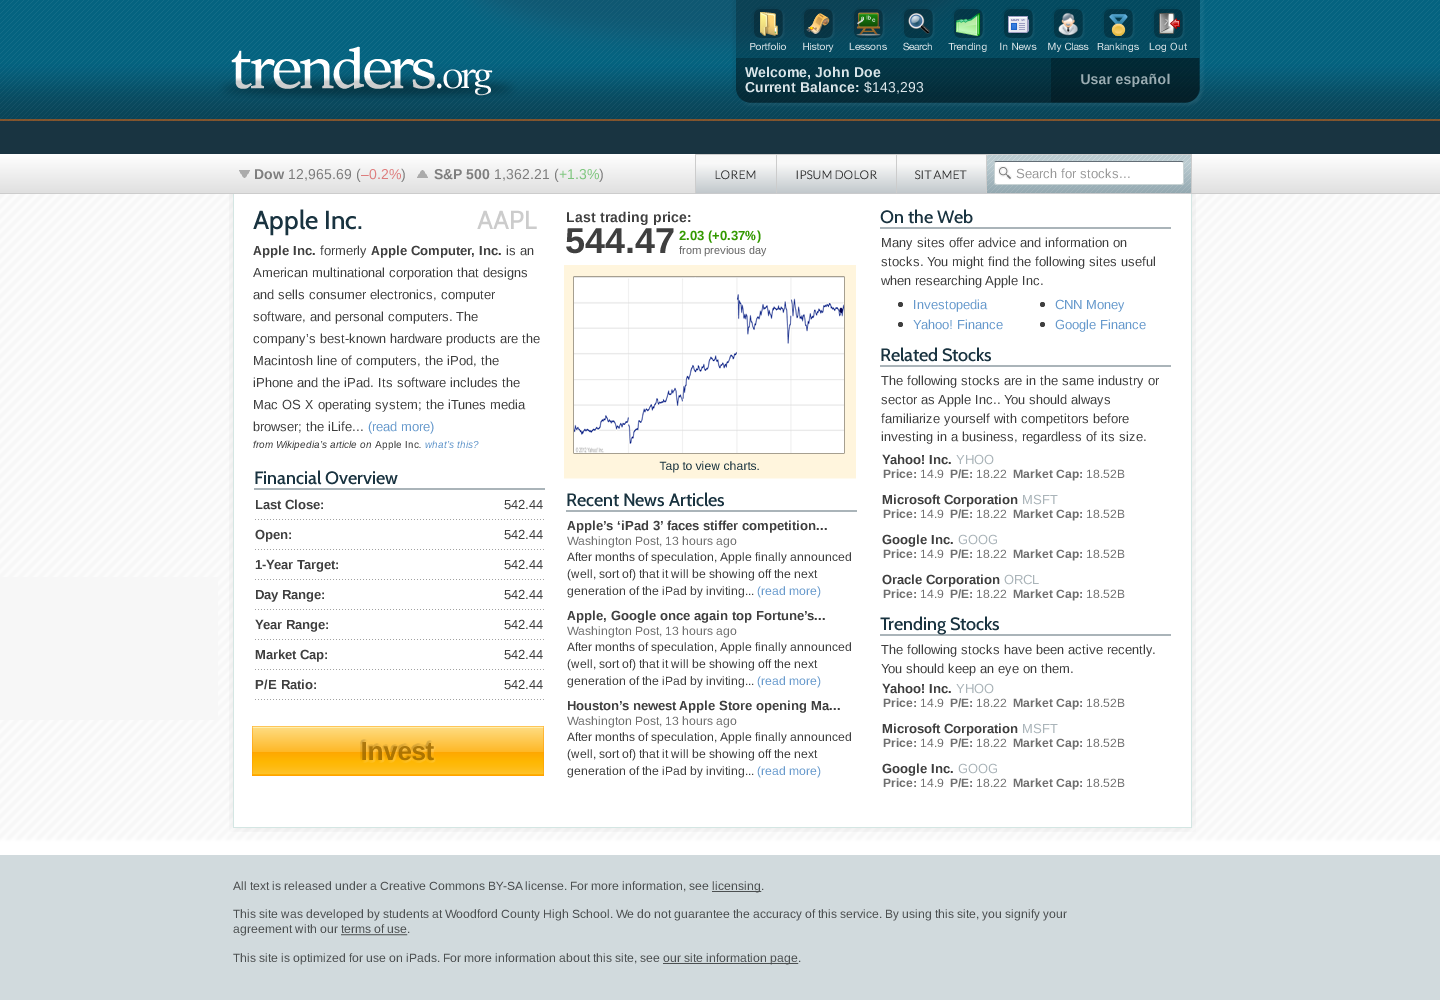 Portfolio History Lessons Search Trending In News My Class Rankings Log Out
trenders.org
Welcome, John Doe
Current Balance: $143,293
Usar español
Dow 12,965.69 (–0.2%) S&P 500 1,362.21 (+1.3%)
LOREM IPSUM DOLOR SIT AMET
Search for stocks...
Apple Inc. AAPL
Apple Inc. formerly Apple Computer, Inc. is an
American multinational corporation that designs
and sells consumer electronics, computer
software, and personal computers. The
company’s best-known hardware products are the
Macintosh line of computers, the iPod, the
iPhone and the iPad. Its software includes the
Mac OS X operating system; the iTunes media
browser; the iLife... (read more)
from Wikipedia’s article on Apple Inc. what’s this?
Financial Overview
Last Close: 542.44
Open: 542.44
1-Year Target: 542.44
Day Range: 542.44
Year Range: 542.44
Market Cap: 542.44
P/E Ratio: 542.44
Invest
Last trading price:
544.47 2.03 (+0.37%)
from previous day
Tap to view charts.
Recent News Articles
Apple’s ‘iPad 3’ faces stiffer competition...
Washington Post, 13 hours ago
After months of speculation, Apple finally announced
(well, sort of) that it will be showing off the next
generation of the iPad by inviting... (read more)
Apple, Google once again top Fortune’s...
Washington Post, 13 hours ago
After months of speculation, Apple finally announced
(well, sort of) that it will be showing off the next
generation of the iPad by inviting... (read more)
Houston’s newest Apple Store opening Ma...
Washington Post, 13 hours ago
After months of speculation, Apple finally announced
(well, sort of) that it will be showing off the next
generation of the iPad by inviting... (read more)
On the Web
Many sites offer advice and information on
stocks. You might find the following sites useful
when researching Apple Inc.
• Investopedia • CNN Money
• Yahoo! Finance • Google Finance
Related Stocks
The following stocks are in the same industry or
sector as Apple Inc.. You should always
familiarize yourself with competitors before
investing in a business, regardless of its size.
Yahoo! Inc. YHOO
Price: 14.9 P/E: 18.22 Market Cap: 18.52B
Microsoft Corporation MSFT
Price: 14.9 P/E: 18.22 Market Cap: 18.52B
Google Inc. GOOG
Price: 14.9 P/E: 18.22 Market Cap: 18.52B
Oracle Corporation ORCL
Price: 14.9 P/E: 18.22 Market Cap: 18.52B
Trending Stocks
The following stocks have been active recently.
You should keep an eye on them.
Yahoo! Inc. YHOO
Price: 14.9 P/E: 18.22 Market Cap: 18.52B
Microsoft Corporation MSFT
Price: 14.9 P/E: 18.22 Market Cap: 18.52B
Google Inc. GOOG
Price: 14.9 P/E: 18.22 Market Cap: 18.52B
All text is released under a Creative Commons BY-SA license. For more information, see licensing.
This site was developed by students at Woodford County High School. We do not guarantee the accuracy of this service. By using this site, you signify your
agreement with our terms of use.
This site is optimized for use on iPads. For more information about this site, see our site information page.